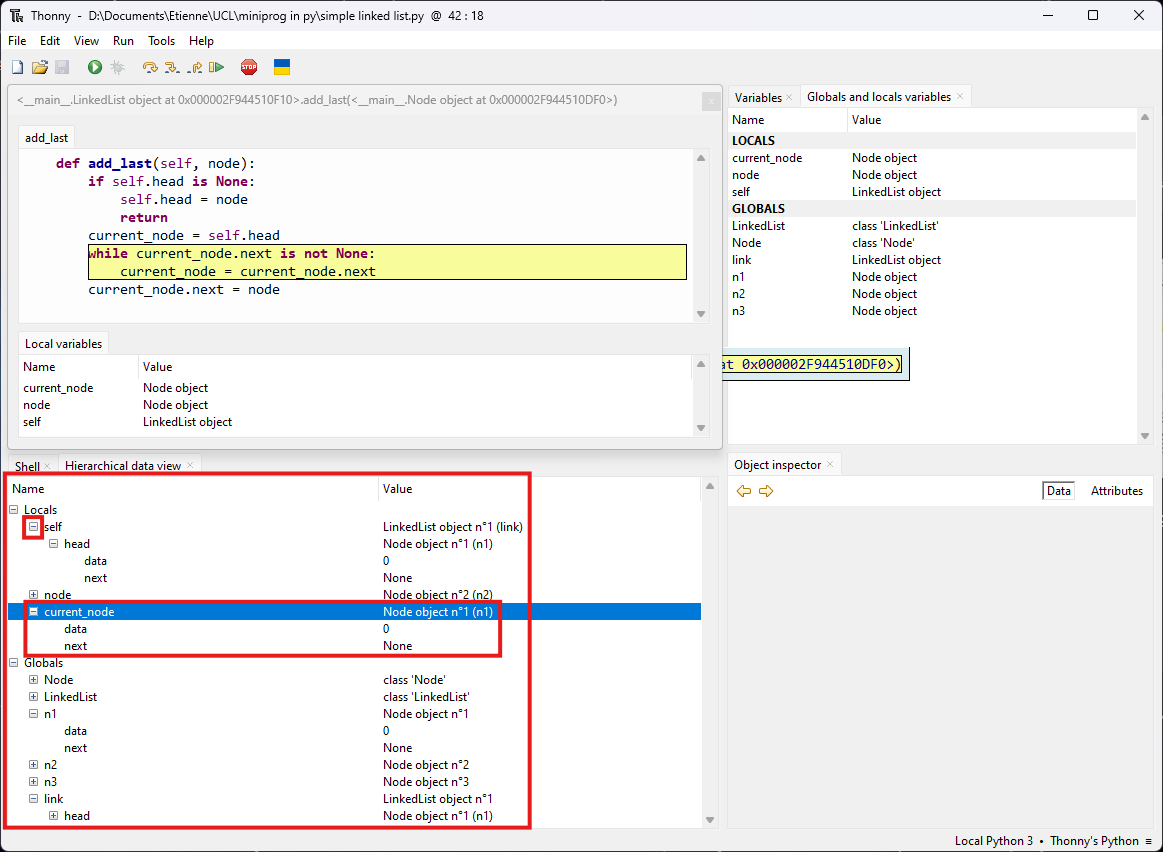 Thonny - D:\Documents\Etienne\UCL\miniprog in py\simple linked list.py @ 42 : 18
File Edit View Run Tools Help
STOP
<__main__.LinkedList object at 0x000002F944510F10>.add_last(<__main__.Node object at 0x000002F944510DF0>)
add_last
def add_last(self, node):
if self.head is None:
self.head = node
return
current_node = self.head
while current_node.next is not None:
current_node = current_node.next
current_node.next = node
Local variables
Name Value
current_node Node object
node Node object
self LinkedList object
Variables Globals and locals variables
Name Value
LOCALS
current_node Node object
node Node object
self LinkedList object
GLOBALS
LinkedList class 'LinkedList'
Node class 'Node'
link LinkedList object
n1 Node object
n2 Node object
n3 Node object
at 0x000002F944510DF0>)
Shell Hierarchical data view
Name Value
Locals
self LinkedList object n°1 (link)
head Node object n°1 (n1)
data 0
next None
node Node object n°2 (n2)
current_node Node object n°1 (n1)
data 0
next None
Globals
Node class 'Node'
LinkedList class 'LinkedList'
n1 Node object n°1
data 0
next None
n2 Node object n°2
n3 Node object n°3
link LinkedList object n°1
head Node object n°1 (n1)
Object inspector
Data Attributes
Local Python 3 • Thonny's Python ≡